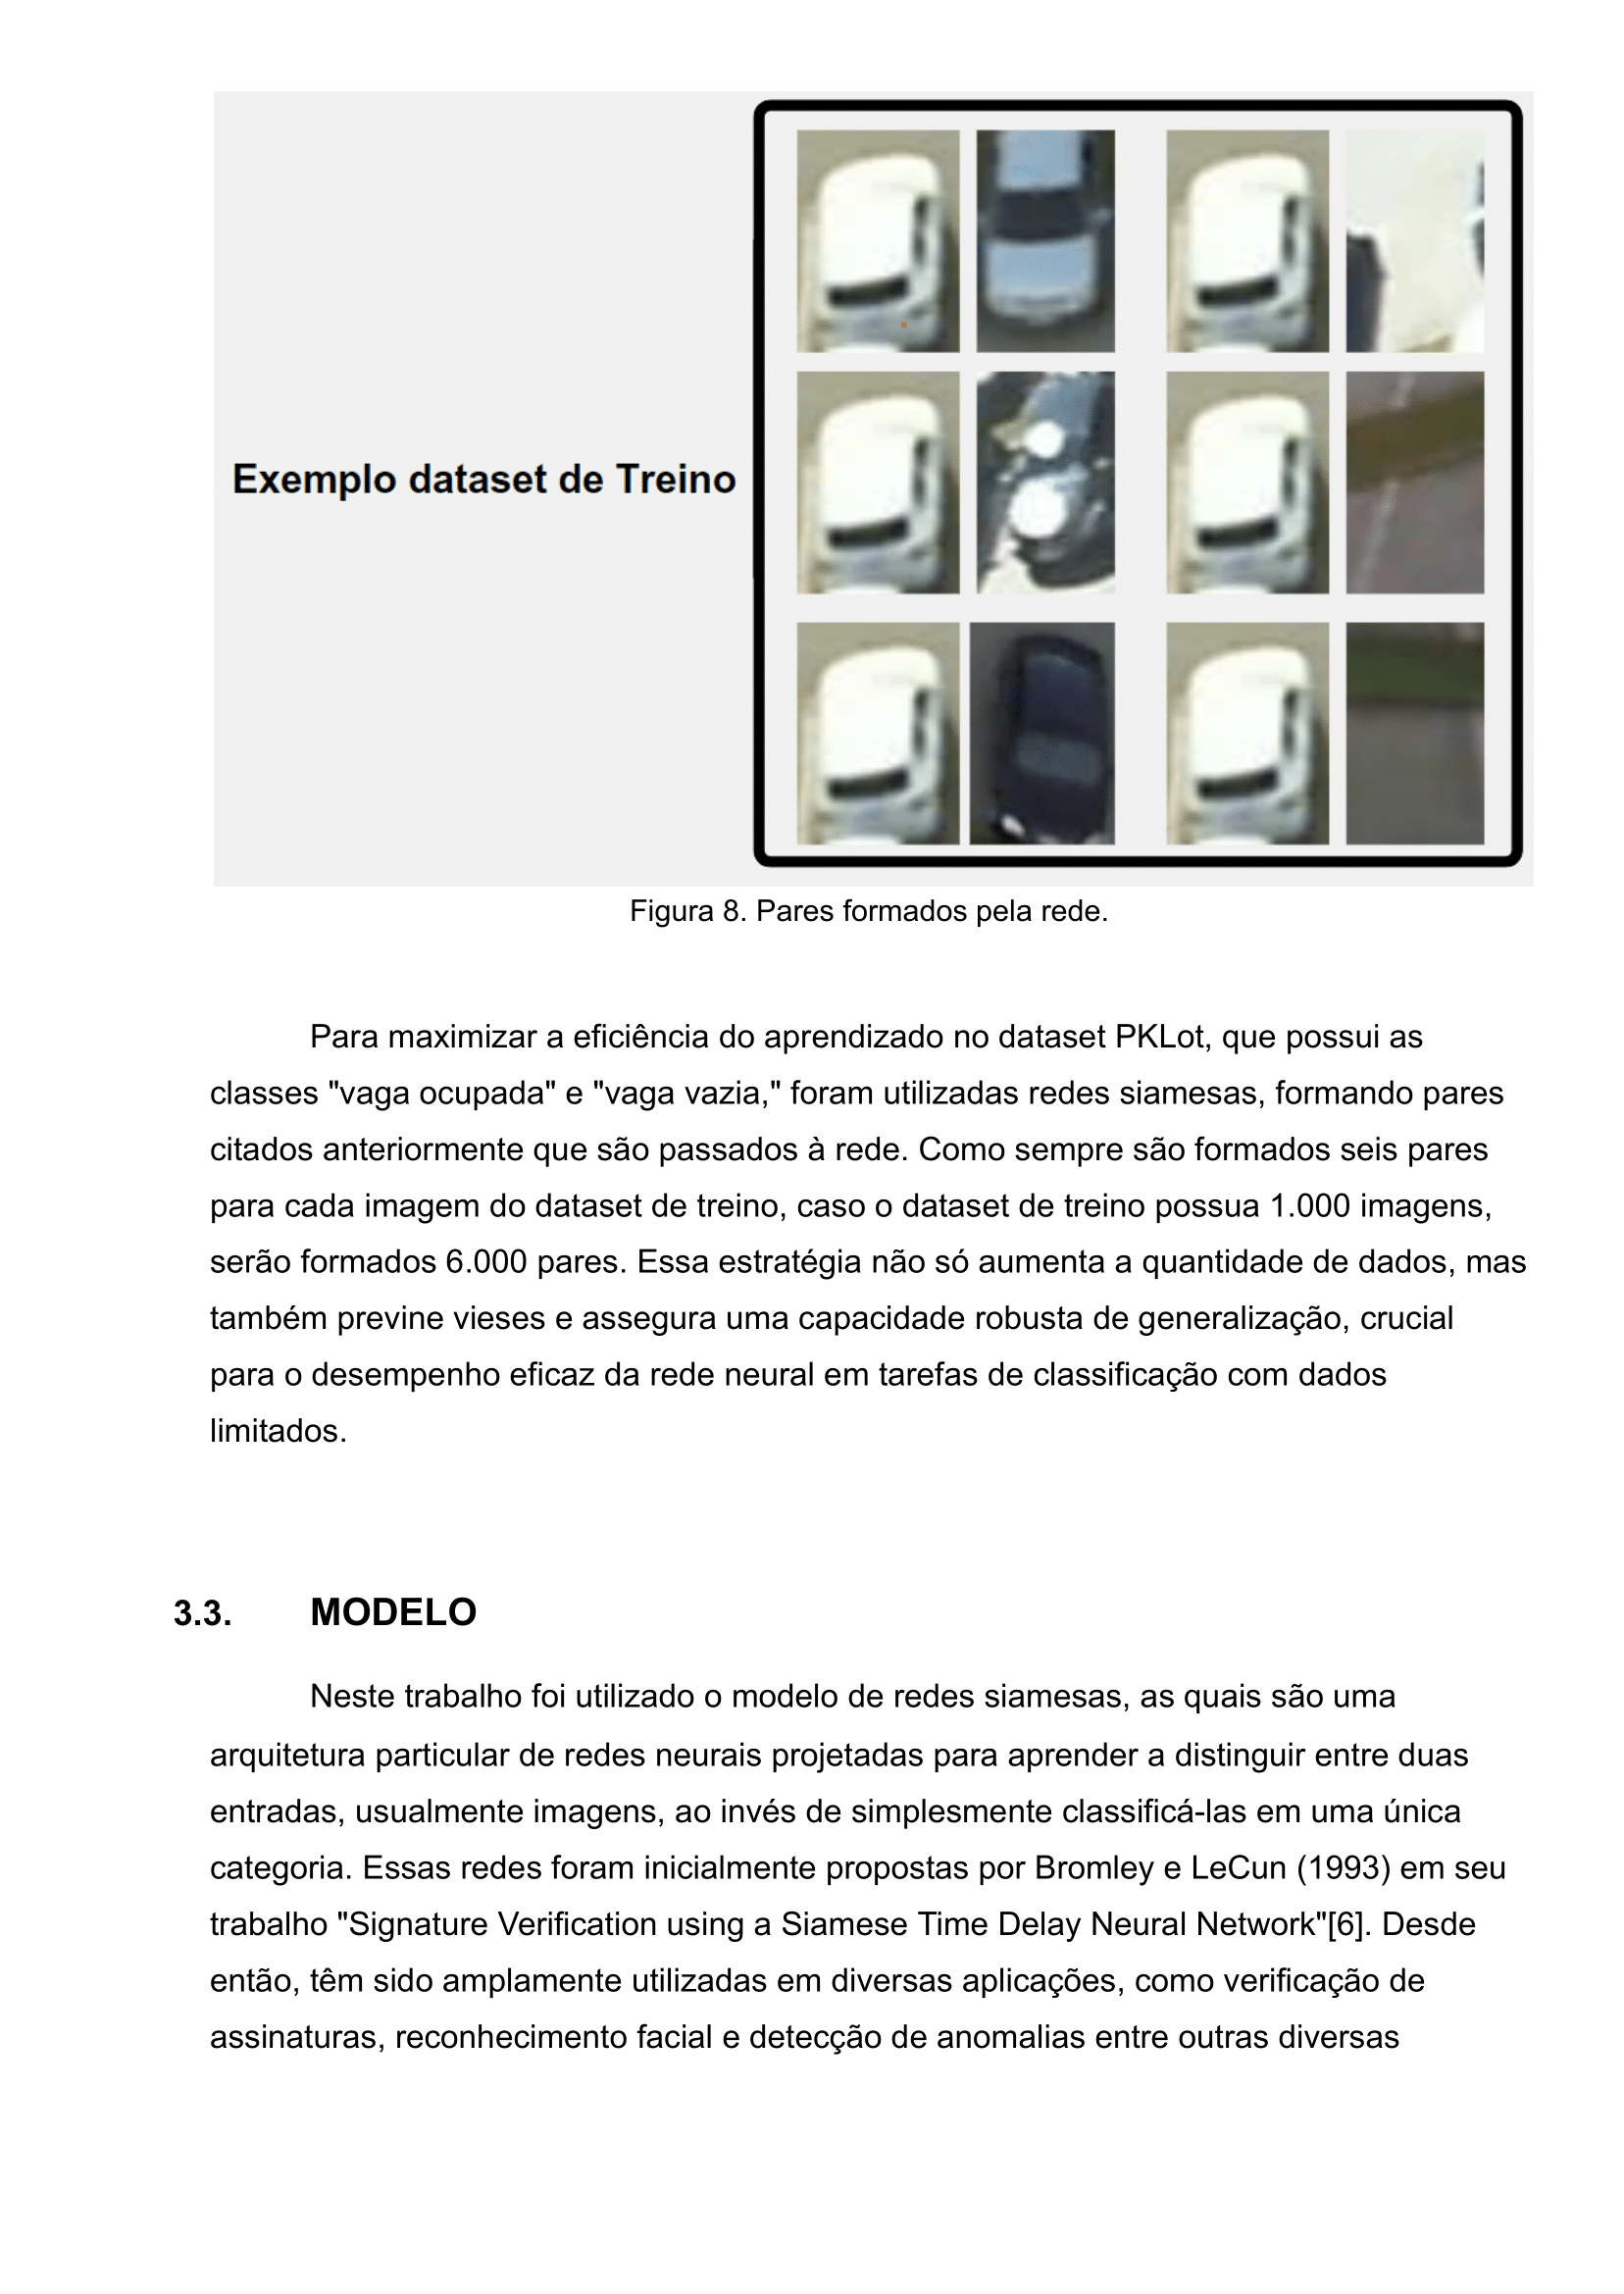 Exemplo dataset de Treino
Figura 8. Pares formados pela rede.
Para maximizar a eficiência do aprendizado no dataset PKLot, que possui as
classes "vaga ocupada" e "vaga vazia," foram utilizadas redes siamesas, formando pares
citados anteriormente que são passados à rede. Como sempre são formados seis pares
para cada imagem do dataset de treino, caso o dataset de treino possua 1.000 imagens,
serão formados 6.000 pares. Essa estratégia não só aumenta a quantidade de dados, mas
também previne vieses e assegura uma capacidade robusta de generalização, crucial
para o desempenho eficaz da rede neural em tarefas de classificação com dados
limitados.
3.3. MODELO
Neste trabalho foi utilizado o modelo de redes siamesas, as quais são uma
arquitetura particular de redes neurais projetadas para aprender a distinguir entre duas
entradas, usualmente imagens, ao invés de simplesmente classificá-las em uma única
categoria. Essas redes foram inicialmente propostas por Bromley e LeCun (1993) em seu
trabalho "Signature Verification using a Siamese Time Delay Neural Network"[6]. Desde
então, têm sido amplamente utilizadas em diversas aplicações, como verificação de
assinaturas, reconhecimento facial e detecção de anomalias entre outras diversas